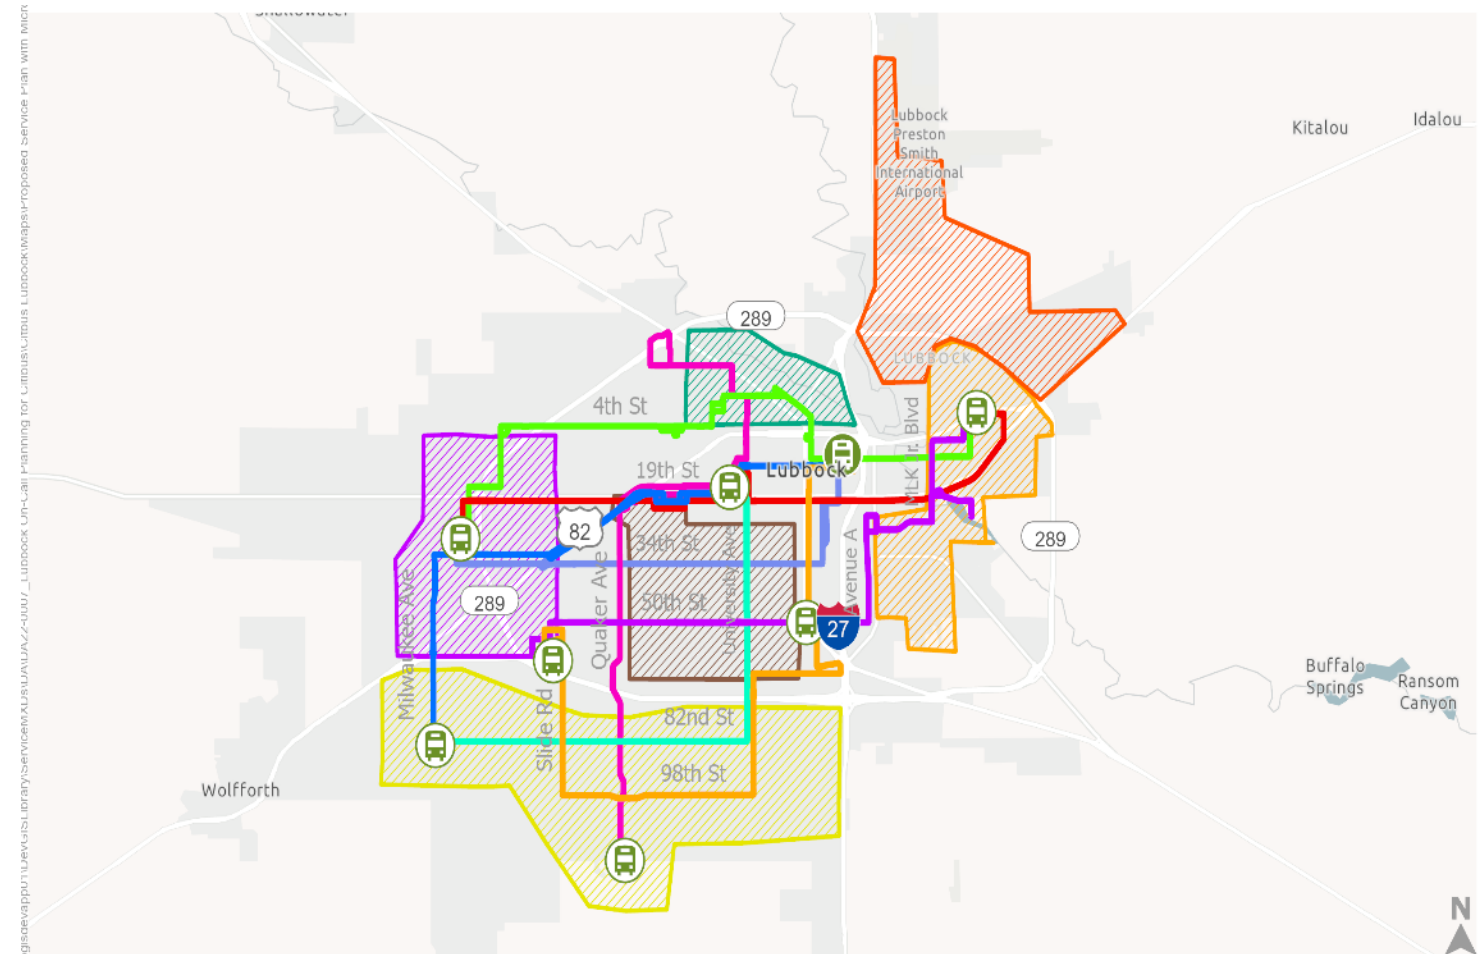 Shallowater
Lubbock
Preston
Smith
International
Airport
Kitalou
Idalou
289
LUBBOCK
4th St
MLK Jr. Blvd
19th St
Lubbock
82
34th St
University Ave
Avenue A
289
Milwaukee Ave
289
Quaker Ave
50th St
27
Slide Rd
82nd St
98th St
Buffalo
Springs
Ransom
Canyon
Wolfforth
N